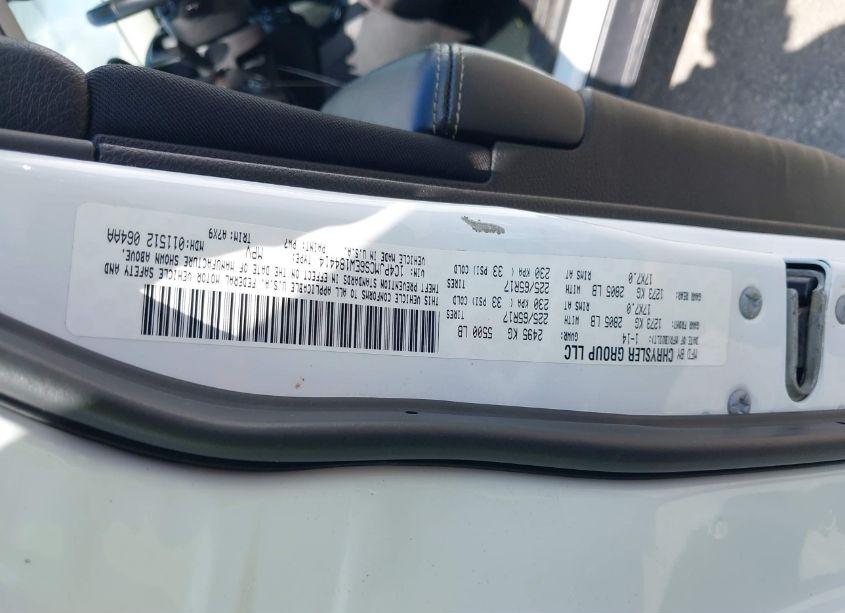 MFD BY CHRYSLER GROUP LLC
DATE OF MFR(BUILT): 1-14 GVWR: 2495 KG 5500 LB
GAWR FRONT: 1273 KG 2805 LB WITH 225/65R17 TIRES
17X7.0 RIMS AT 230 KPA ( 33 PSI) COLD
GAWR REAR: 1273 KG 2805 LB WITH 225/65R17 TIRES
17X7.0 RIMS AT 230 KPA ( 33 PSI) COLD
THIS VEHICLE CONFORMS TO ALL APPLICABLE U.S.A. FEDERAL MOTOR VEHICLE SAFETY AND
THEFT PREVENTION STANDARDS IN EFFECT ON THE DATE OF MANUFACTURE SHOWN ABOVE.
VIN: 1C4PJMCS6EW184414 TYPE: MPV MDH:011512 064AA
VEHICLE MADE IN U.S.A. PAINT: PW7 TRIM: A7X9